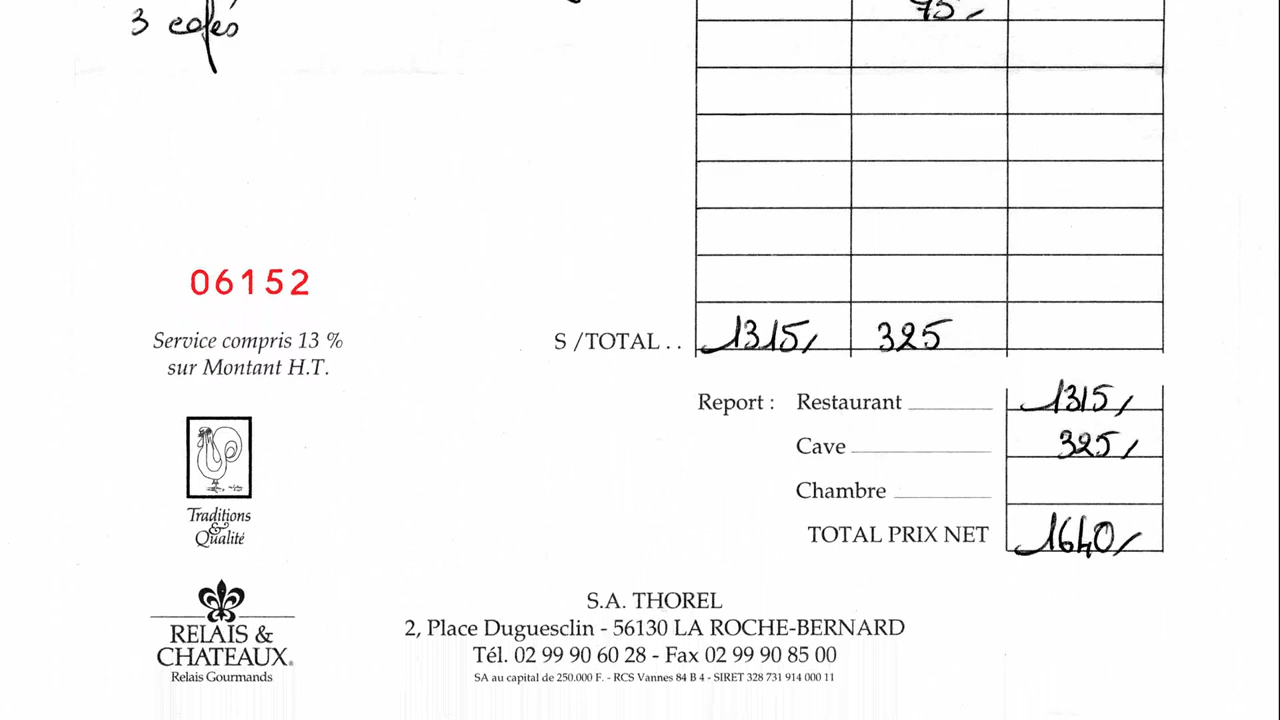 75,-
3 cafés
06152
Service compris 13 %
sur Montant H.T.
S /TOTAL . . 1315,- 325
Report : Restaurant 1315,-
Cave 325,-
Chambre
TOTAL PRIX NET 1640,-
Traditions
&
Qualité
RELAIS &
CHATEAUX.
Relais Gourmands
S.A. THOREL
2, Place Duguesclin - 56130 LA ROCHE-BERNARD
Tél. 02 99 90 60 28 - Fax 02 99 90 85 00
SA au capital de 250.000 F. - RCS Vannes 84 B 4 - SIRET 328 731 914 000 11